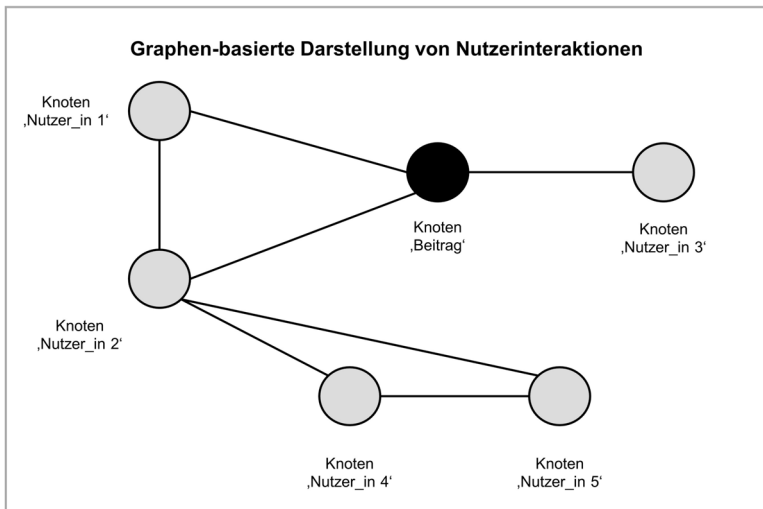 Graphen-basierte Darstellung von Nutzerinteraktionen
Knoten
‚Nutzer_in 1‘
Knoten
‚Beitrag‘
Knoten
‚Nutzer_in 3‘
Knoten
‚Nutzer_in 2‘
Knoten
‚Nutzer_in 4‘
Knoten
‚Nutzer_in 5‘